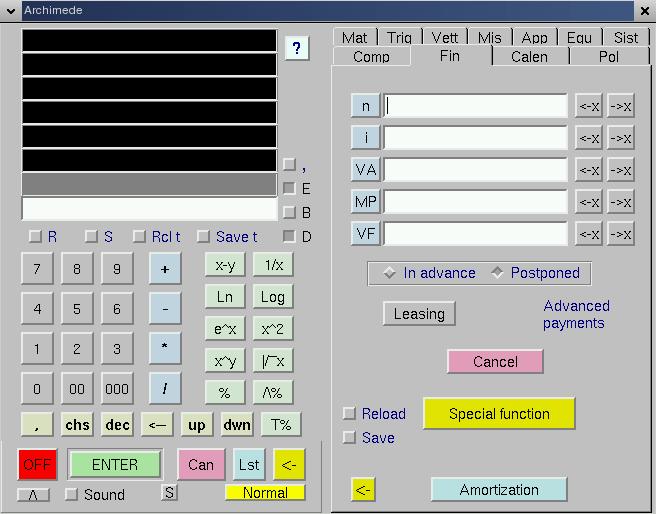 Archimede
?
Mat Trig Vett Mis App Equ Sist
Comp Fin Calen Pol
n <-x ->x
i <-x ->x
VA <-x ->x
MP <-x ->x
VF <-x ->x
, 
E
B
R S Rcl t Save t D
7 8 9 + x-y 1/x
4 5 6 - Ln Log
1 2 3 * e^x x^2
0 00 000 / x^y |/¯x
% /\%
, chs dec <— up dwn T%
OFF ENTER Can Lst <-
/\ Sound S Normal
In advance Postponed
Leasing
Advanced
payments
Cancel
Reload
Save
Special function
<- Amortization